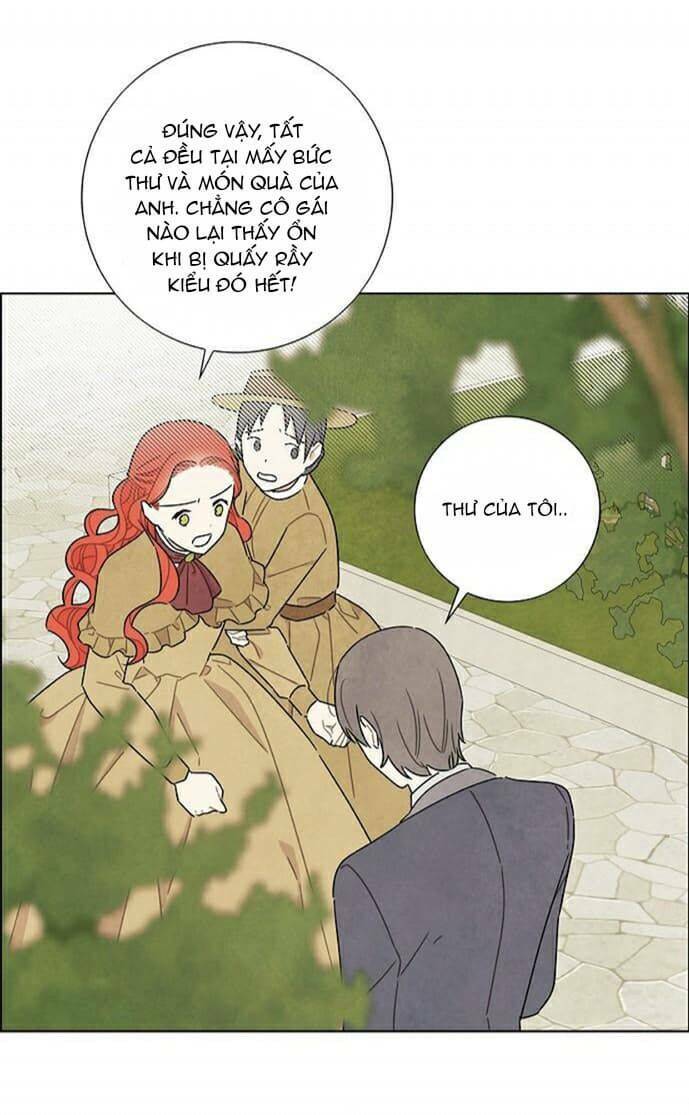 ĐÚNG VẬY, TẤT
CẢ ĐỀU TẠI MẤY BỨC
THƯ VÀ MÓN QUÀ CỦA
ANH. CHẲNG CÔ GÁI
NÀO LẠI THẤY ỔN
KHI BỊ QUẤY RẦY
KIỂU ĐÓ HẾT!
THƯ CỦA TÔI..